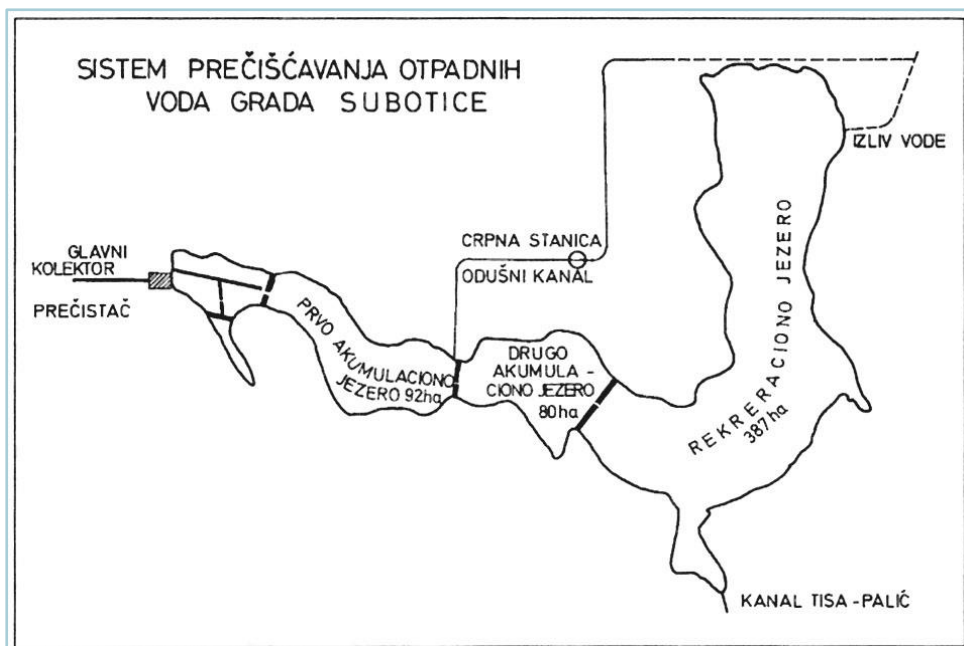 SISTEM PREČIŠĆAVANJA OTPADNIH
VODA GRADA SUBOTICE
IZLIV VODE
GLAVNI
KOLEKTOR
PREČISTAČ
CRPNA STANICA
ODUŠNI KANAL
PRVO AKUMULACIONO
JEZERO 92ha
DRUGO
AKUMULA -
CIONO JEZERO
80ha
REKREACIONO JEZERO
387ha
KANAL TISA - PALIĆ